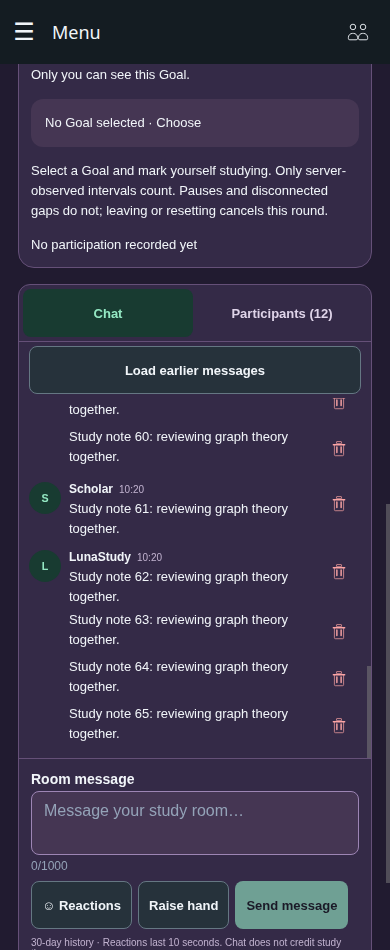 Menu
Only you can see this Goal.
No Goal selected · Choose
Select a Goal and mark yourself studying. Only server-
observed intervals count. Pauses and disconnected
gaps do not; leaving or resetting cancels this round.
No participation recorded yet
Chat
Participants (12)
Load earlier messages
together.
Study note 60: reviewing graph theory
together.
S
Scholar 10:20
Study note 61: reviewing graph theory
together.
L
LunaStudy 10:20
Study note 62: reviewing graph theory
together.
Study note 63: reviewing graph theory
together.
Study note 64: reviewing graph theory
together.
Study note 65: reviewing graph theory
together.
Room message
Message your study room…
0/1000
☺ Reactions
Raise hand
Send message
30-day history · Reactions last 10 seconds. Chat does not credit study